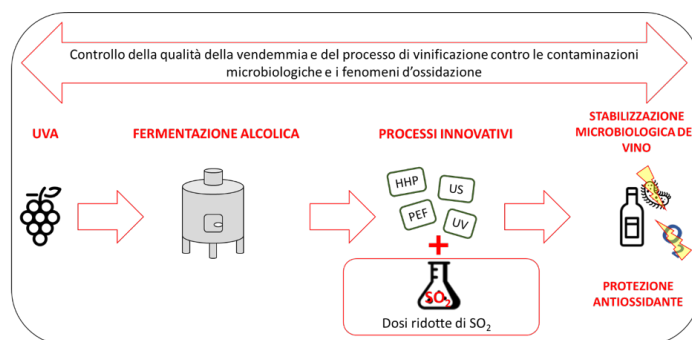 Controllo della qualità della vendemmia e del processo di vinificazione contro le contaminazioni
microbiologiche e i fenomeni d'ossidazione
UVA
FERMENTAZIONE ALCOLICA
PROCESSI INNOVATIVI
STABILIZZAZIONE
MICROBIOLOGICA DE
VINO
HHP
US
PEF
UV
+
SO₂
Dosi ridotte di SO₂
O₂
PROTEZIONE
ANTIOSSIDANTE